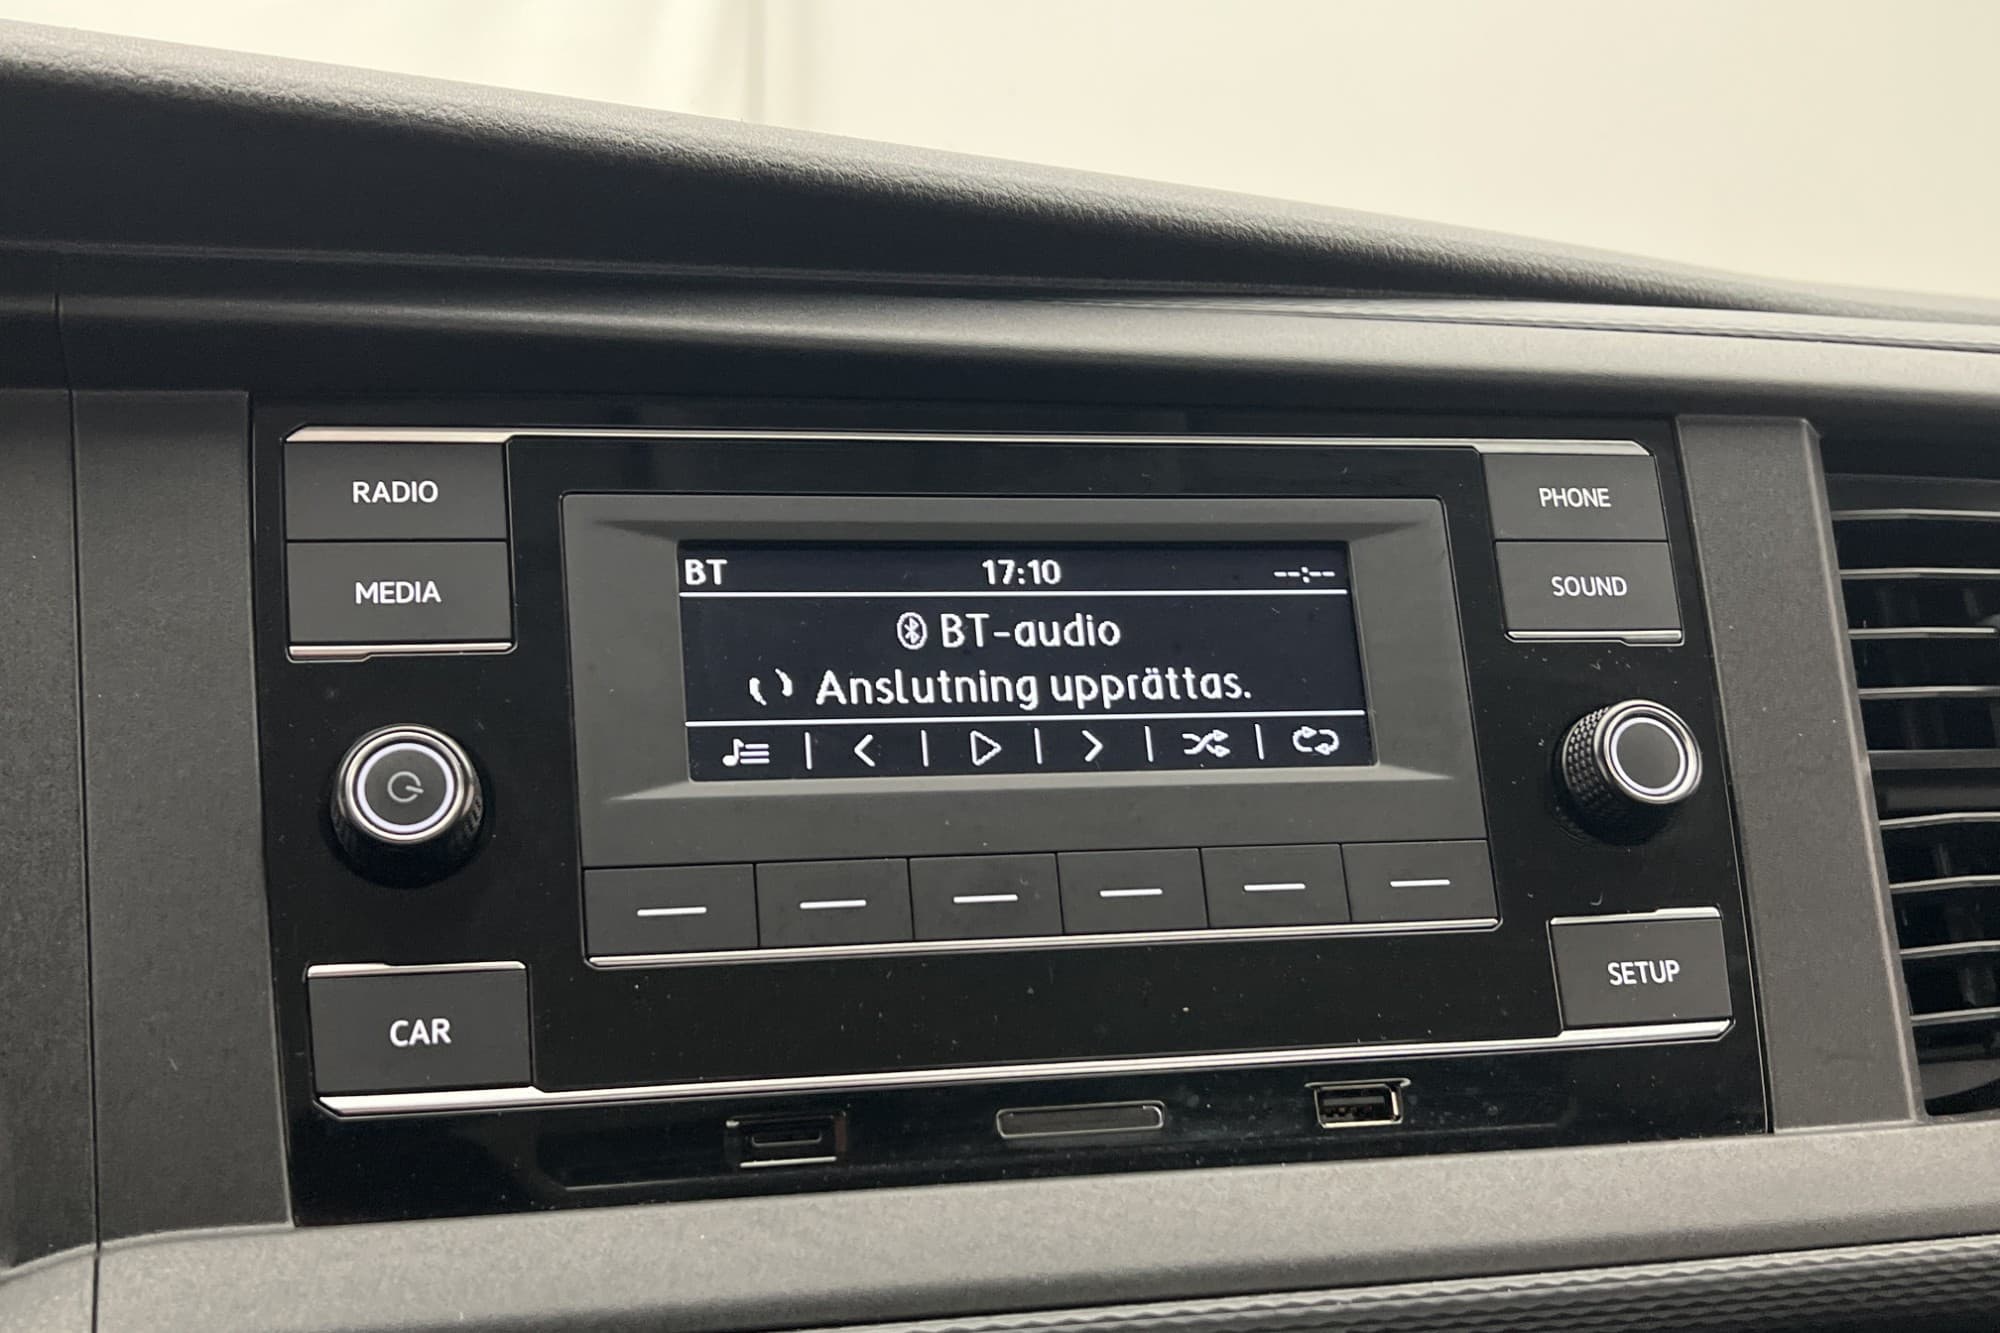 RADIO
MEDIA
PHONE
SOUND
BT 17:10 --:--
BT-audio
Anslutning upprättas.
CAR
SETUP